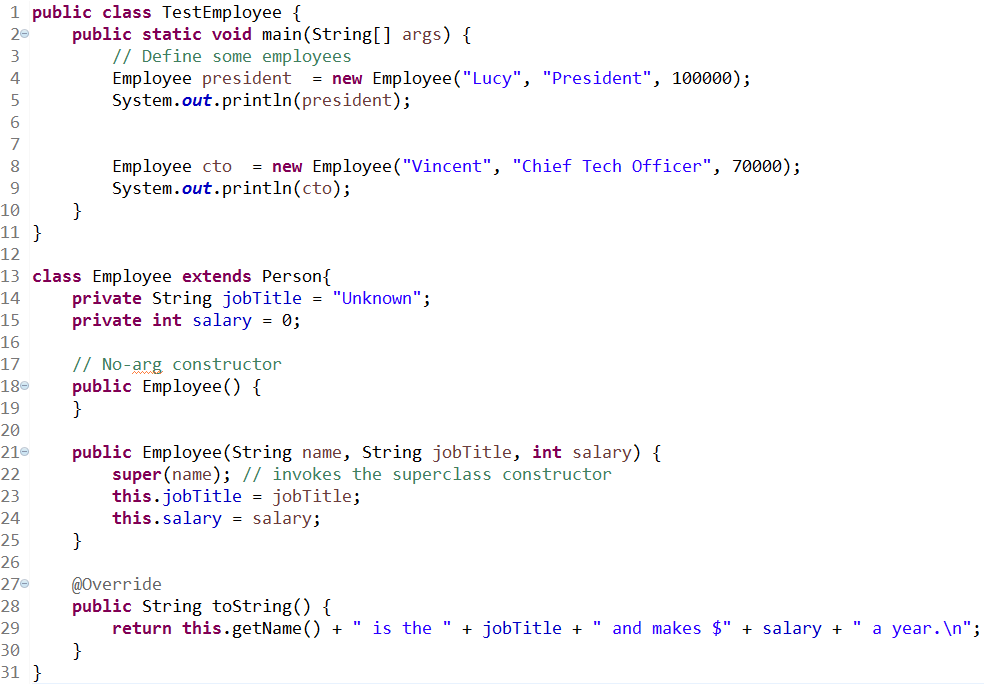 1 public class TestEmployee {
2 public static void main(String[] args) {
3 // Define some employees
4 Employee president  = new Employee("Lucy", "President", 100000);
5 System.out.println(president);
6
7
8 Employee cto  = new Employee("Vincent", "Chief Tech Officer", 70000);
9 System.out.println(cto);
10 }
11 }
12
13 class Employee extends Person{
14 private String jobTitle = "Unknown";
15 private int salary = 0;
16
17 // No-arg constructor
18 public Employee() {
19 }
20
21 public Employee(String name, String jobTitle, int salary) {
22 super(name); // invokes the superclass constructor
23 this.jobTitle = jobTitle;
24 this.salary = salary;
25 }
26
27 @Override
28 public String toString() {
29 return this.getName() + " is the " + jobTitle + " and makes $" + salary + " a year.\n";
30 }
31 }